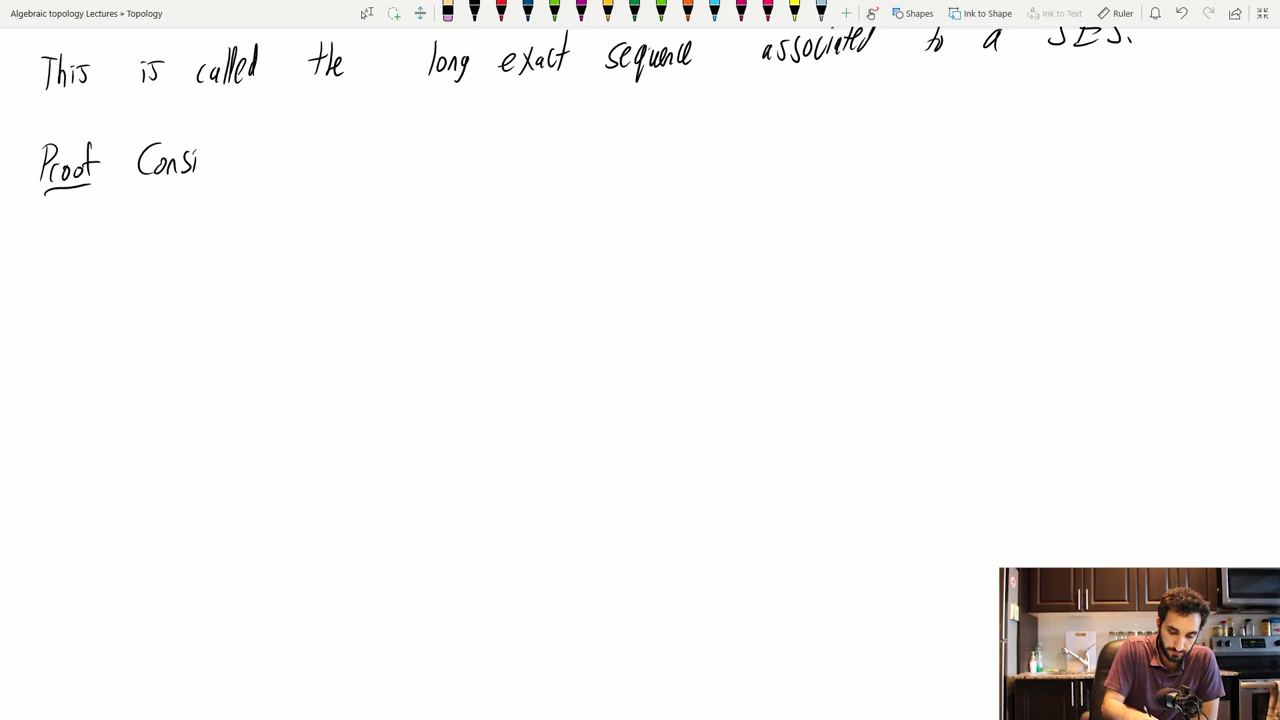 Algebraic topology Lectures – Topology
Shapes Ink to Shape Ink to Text Ruler
This is called the long exact sequence associated to a SES.
Proof Consi